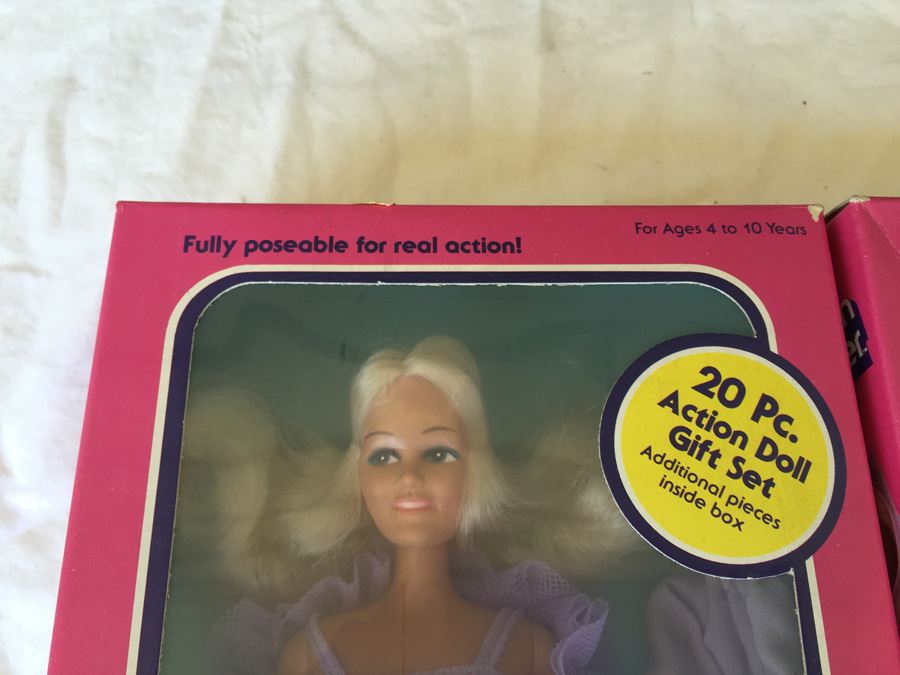 Fully poseable for real action!
For Ages 4 to 10 Years
20 Pc.
Action Doll
Gift Set
Additional pieces
inside box